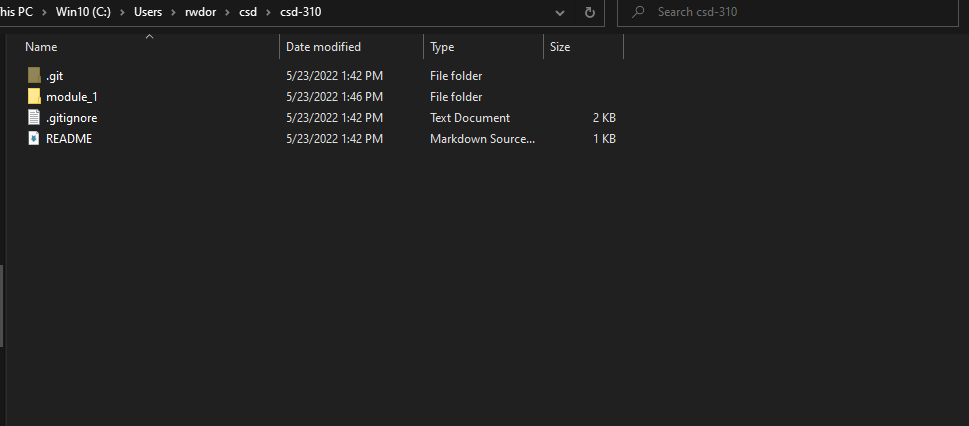 his PC > Win10 (C:) > Users > rwdor > csd > csd-310
Search csd-310
Name Date modified Type Size
.git 5/23/2022 1:42 PM File folder
module_1 5/23/2022 1:46 PM File folder
.gitignore 5/23/2022 1:42 PM Text Document 2 KB
README 5/23/2022 1:42 PM Markdown Source... 1 KB